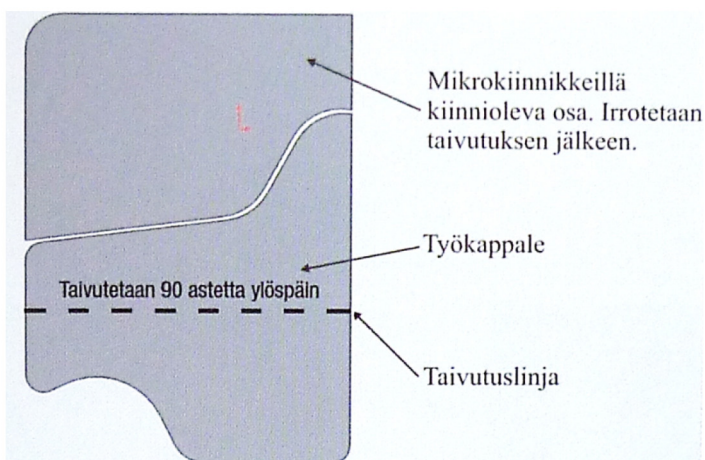 Mikrokiinnikkeillä
kiinnioleva osa. Irrotetaan
taivutuksen jälkeen.
L
Työkappale
Taivutetaan 90 astetta ylöspäin
Taivutuslinja